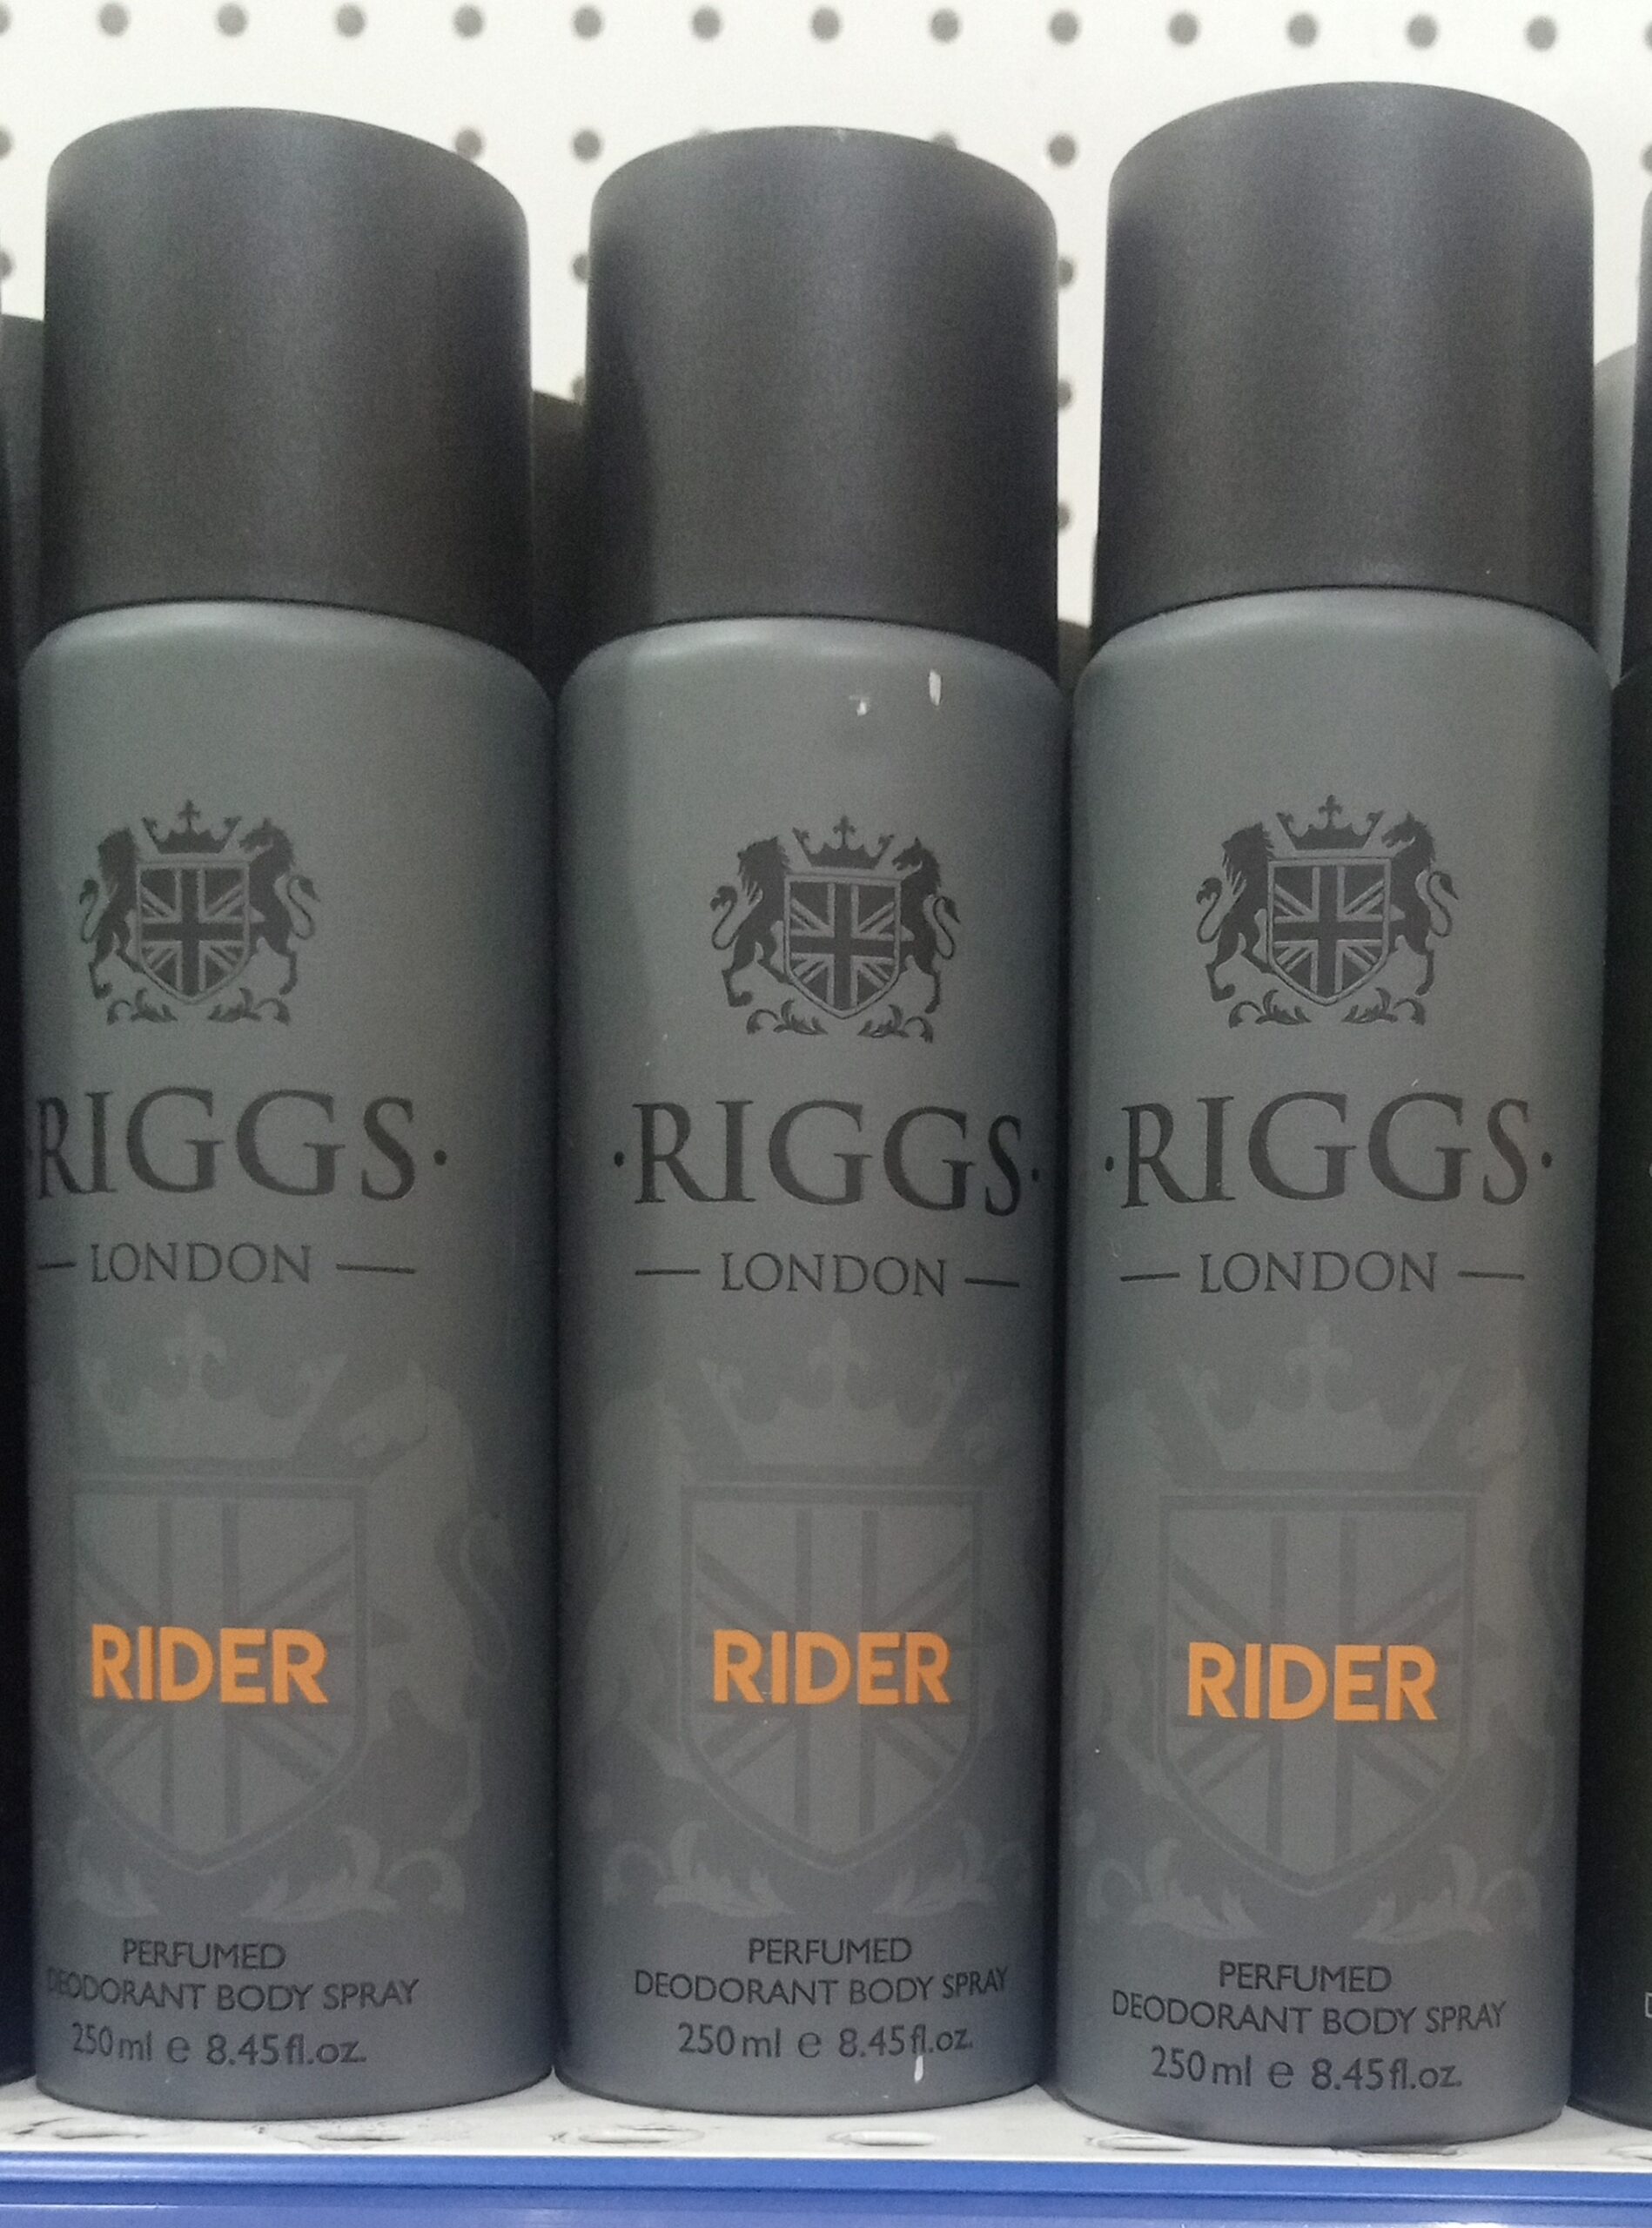 RIGGS·
— LONDON —
RIDER
PERFUMED
DEODORANT BODY SPRAY
250ml e 8.45fl.oz.
·RIGGS·
— LONDON —
RIDER
PERFUMED
DEODORANT BODY SPRAY
250ml e 8.45fl.oz.
·RIGGS·
— LONDON —
RIDER
PERFUMED
DEODORANT BODY SPRAY
250ml e 8.45fl.oz.